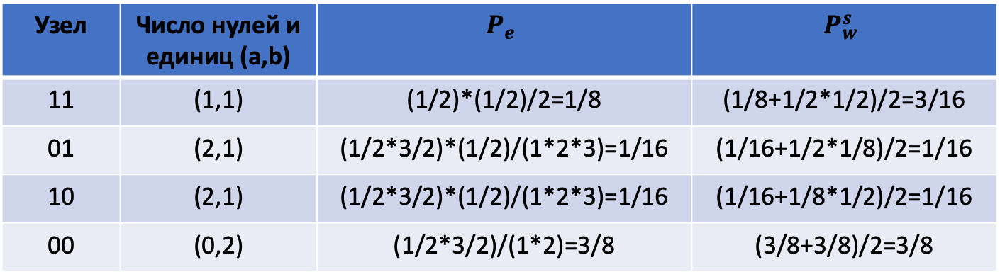 Узел Число нулей и единиц (a,b) P_e P_w^s
11 (1,1) (1/2)*(1/2)/2=1/8 (1/8+1/2*1/2)/2=3/16
01 (2,1) (1/2*3/2)*(1/2)/(1*2*3)=1/16 (1/16+1/2*1/8)/2=1/16
10 (2,1) (1/2*3/2)*(1/2)/(1*2*3)=1/16 (1/16+1/8*1/2)/2=1/16
00 (0,2) (1/2*3/2)/(1*2)=3/8 (3/8+3/8)/2=3/8